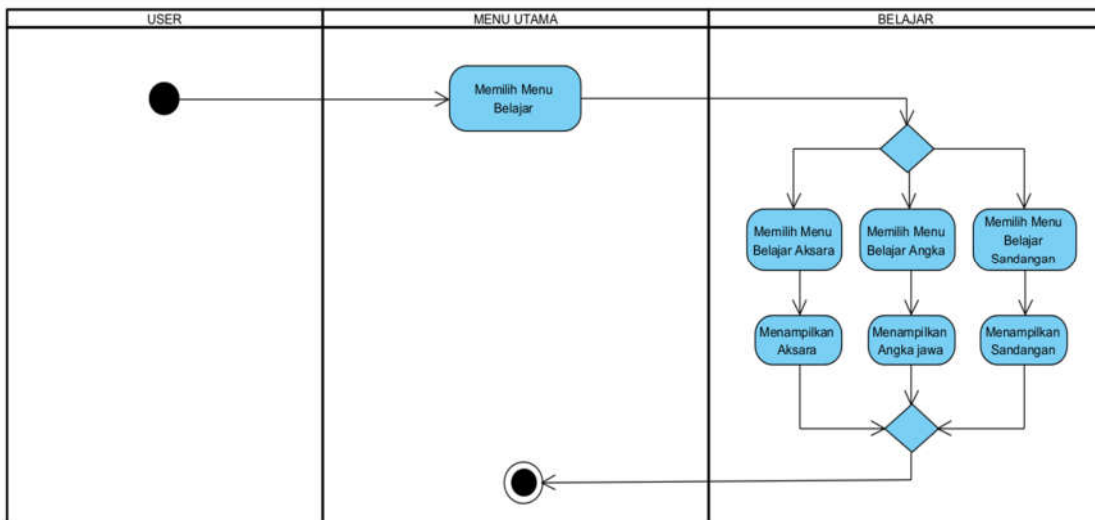 USER
MENU UTAMA
BELAJAR
Memilih Menu
Belajar
Memilih Menu
Belajar Aksara
Memilih Menu
Belajar Angka
Memilih Menu
Belajar
Sandangan
Menampilkan
Aksara
Menampilkan
Angka jawa
Menampilkan
Sandangan